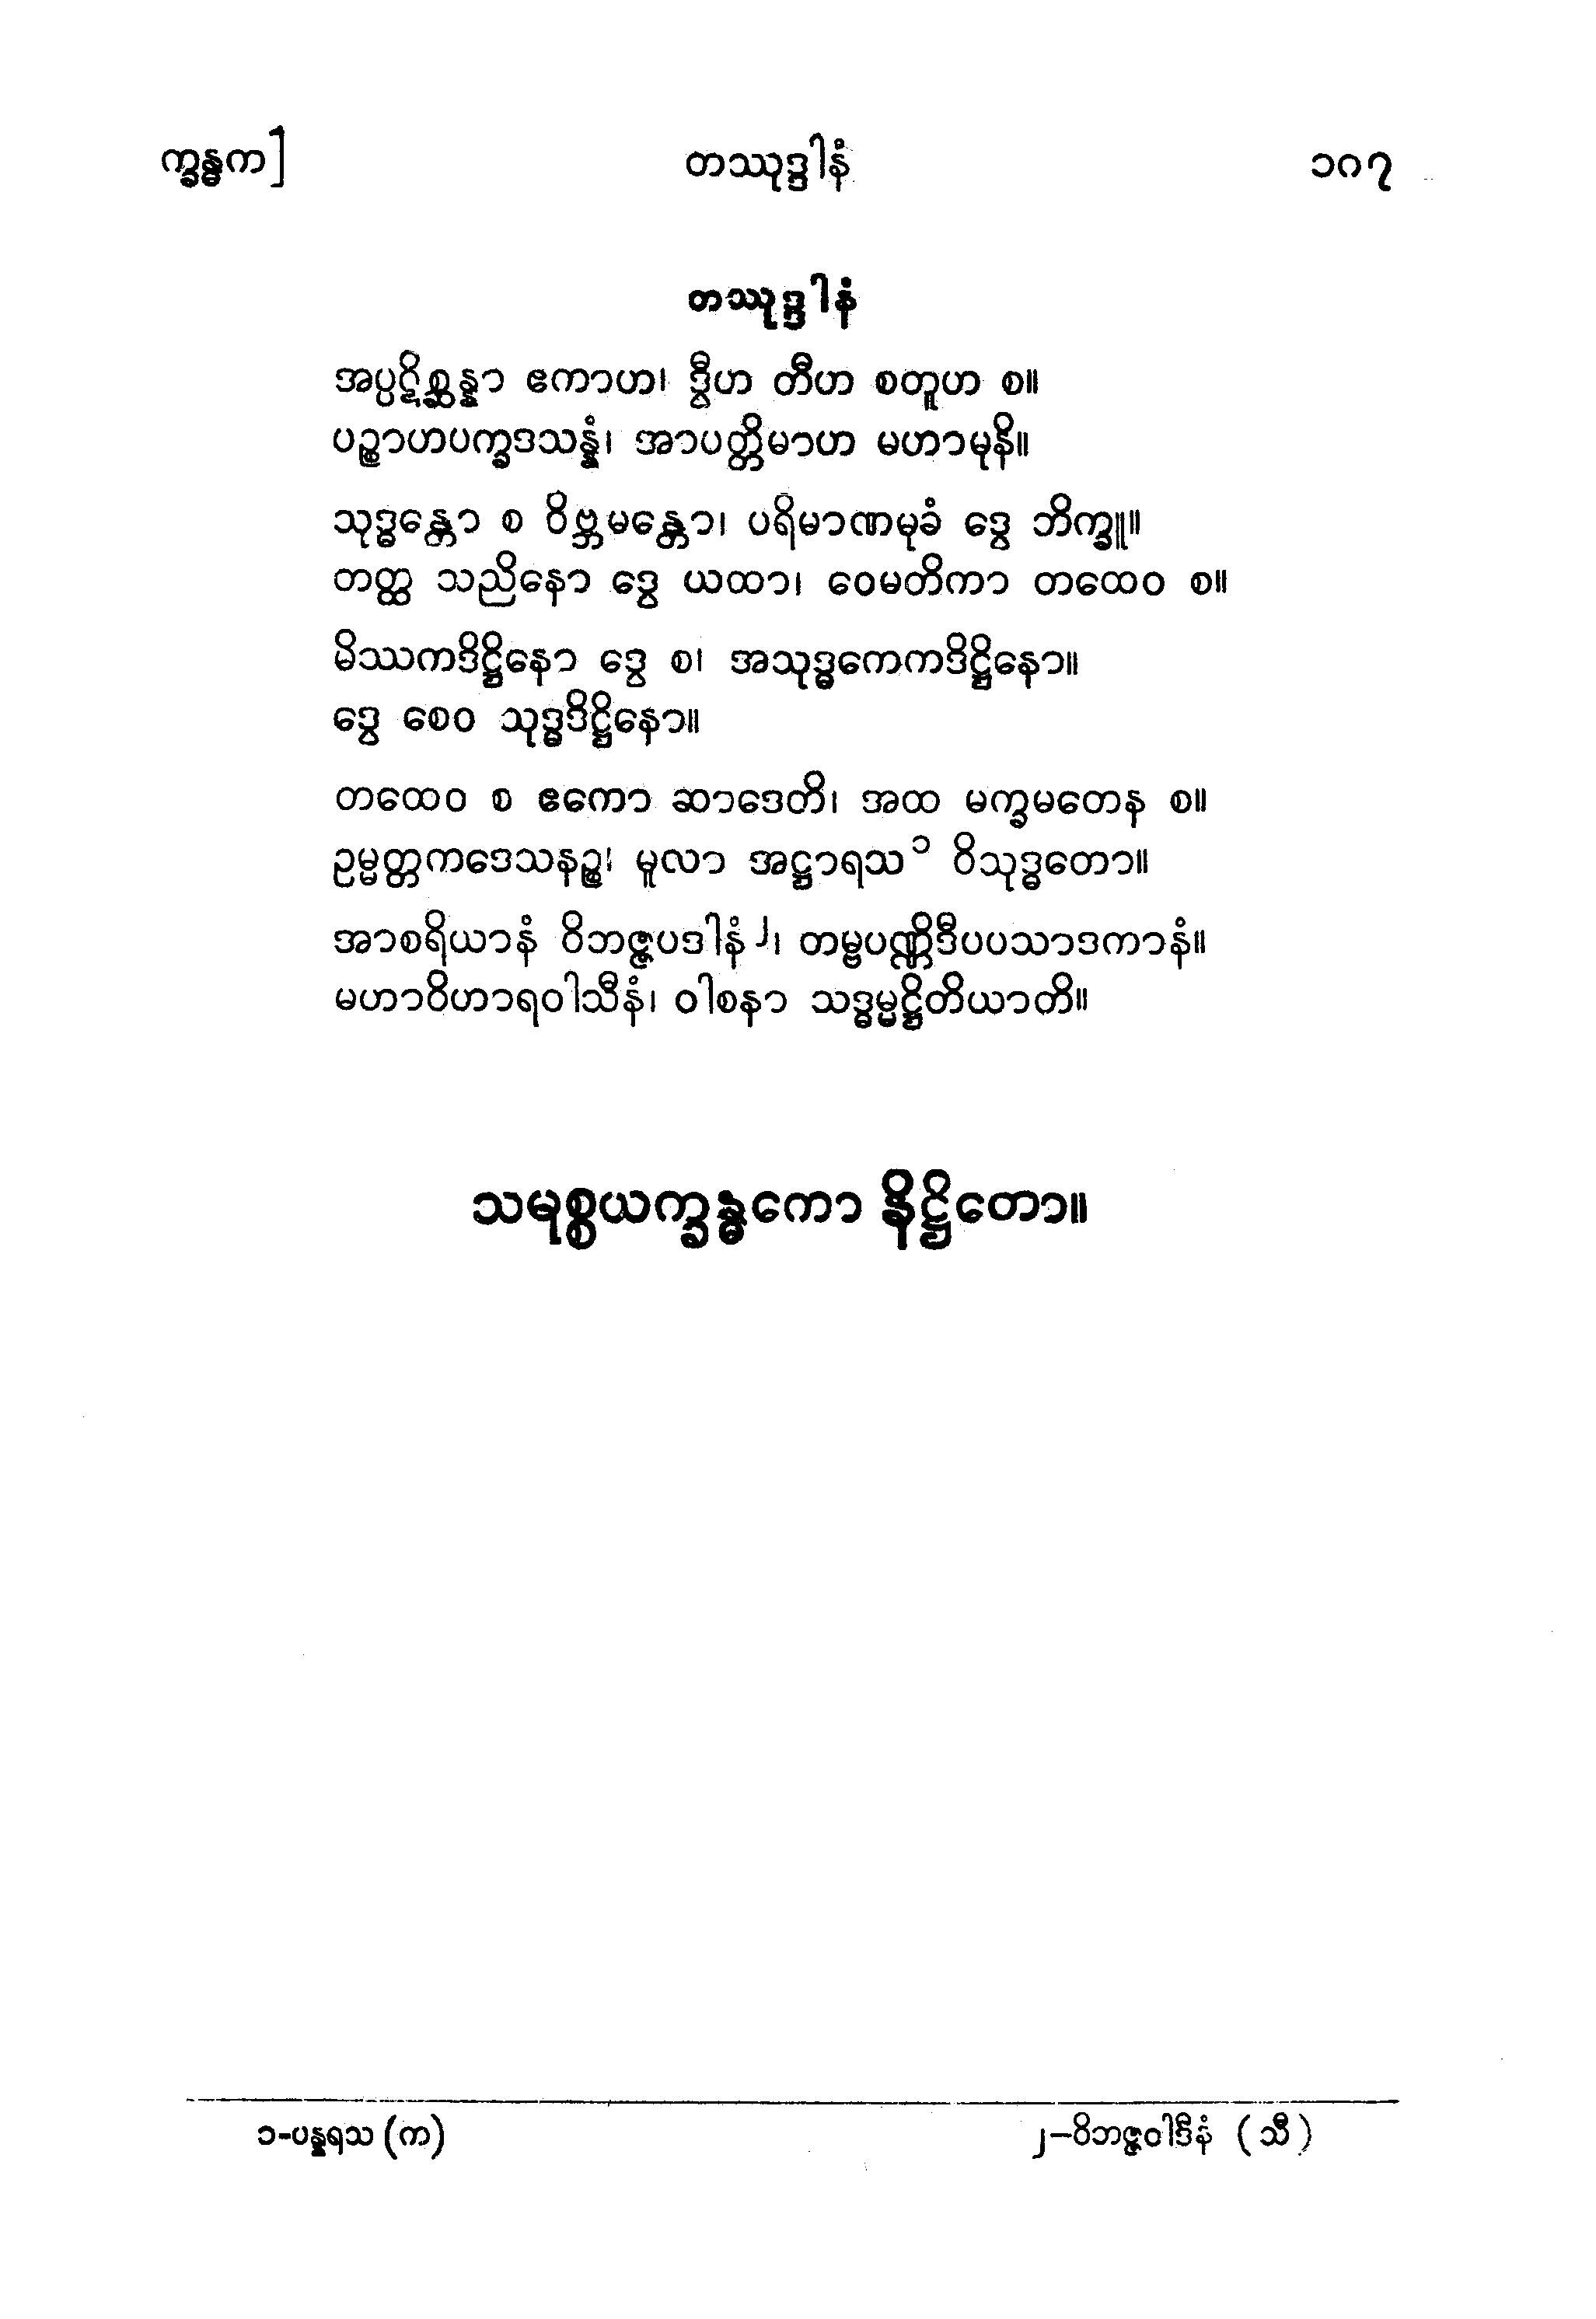 က္ခန္ဓက]
တဿုဒ္ဒါနံ
၁၈၇
တဿုဒ္ဒါနံ
အပ္ပဋိစ္ဆန္နာ ဧကာဟ၊ ဒွီဟ တီဟ စတူဟ စ။
ပဉ္စာဟပက္ခဒသန္နံ၊ အာပတ္တိမာဟ မဟာမုနိ။
သုဒ္ဓန္တော စ ဝိဗ္ဘမန္တော၊ ပရိမာဏမုခံ ဒွေ ဘိက္ခူ။
တတ္ထ သညိနော ဒွေ ယထာ၊ ဝေမတိကာ တထေဝ စ။
မိဿကဒိဋ္ဌိနော ဒွေ စ၊ အသုဒ္ဓကေကဒိဋ္ဌိနော။
ဒွေ စေဝ သုဒ္ဓဒိဋ္ဌိနော။
တထေဝ စ ဧကော ဆာဒေတိ၊ အထ မက္ခမတေန စ။
ဥမ္မတ္တကဒေသနဉ္စ၊ မူလာ အဋ္ဌာရသ၁ ဝိသုဒ္ဓတော။
အာစရိယာနံ ဝိဘဇ္ဇပဒါနံ၂၊ တမ္ဗပဏ္ဏိဒီပပသာဒကာနံ။
မဟာဝိဟာရဝါသီနံ၊ ဝါစနာ သဒ္ဓမ္မဋ္ဌိတိယာတိ။
သမုစ္စယက္ခန္ဓကော နိဋ္ဌိတော။
၁-ပန္နရသ (က)
၂-ဝိဘဇ္ဇဝါဒီနံ (သီ)